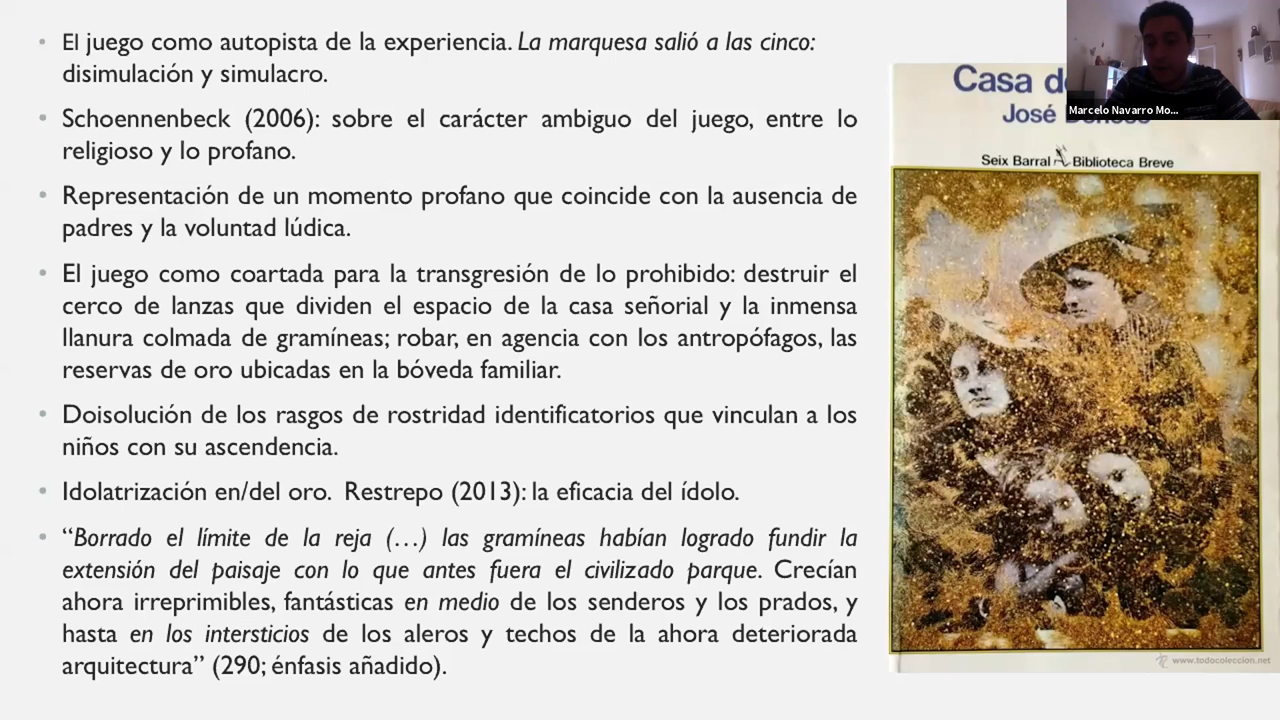 El juego como autopista de la experiencia. La marquesa salió a las cinco:
disimulación y simulacro.
Schoennenbeck (2006): sobre el carácter ambiguo del juego, entre lo
religioso y lo profano.
Representación de un momento profano que coincide con la ausencia de
padres y la voluntad lúdica.
El juego como coartada para la transgresión de lo prohibido: destruir el
cerco de lanzas que dividen el espacio de la casa señorial y la inmensa
llanura colmada de gramíneas; robar, en agencia con los antropófagos, las
reservas de oro ubicadas en la bóveda familiar.
Doisolución de los rasgos de rostridad identificatorios que vinculan a los
niños con su ascendencia.
Idolatrización en/del oro. Restrepo (2013): la eficacia del ídolo.
“Borrado el límite de la reja (…) las gramíneas habían logrado fundir la
extensión del paisaje con lo que antes fuera el civilizado parque. Crecían
ahora irreprimibles, fantásticas en medio de los senderos y los prados, y
hasta en los intersticios de los aleros y techos de la ahora deteriorada
arquitectura” (290; énfasis añadido).
Marcelo Navarro Mo...
Casa
José
Seix Barral Biblioteca Breve
www.todocoleccion.net